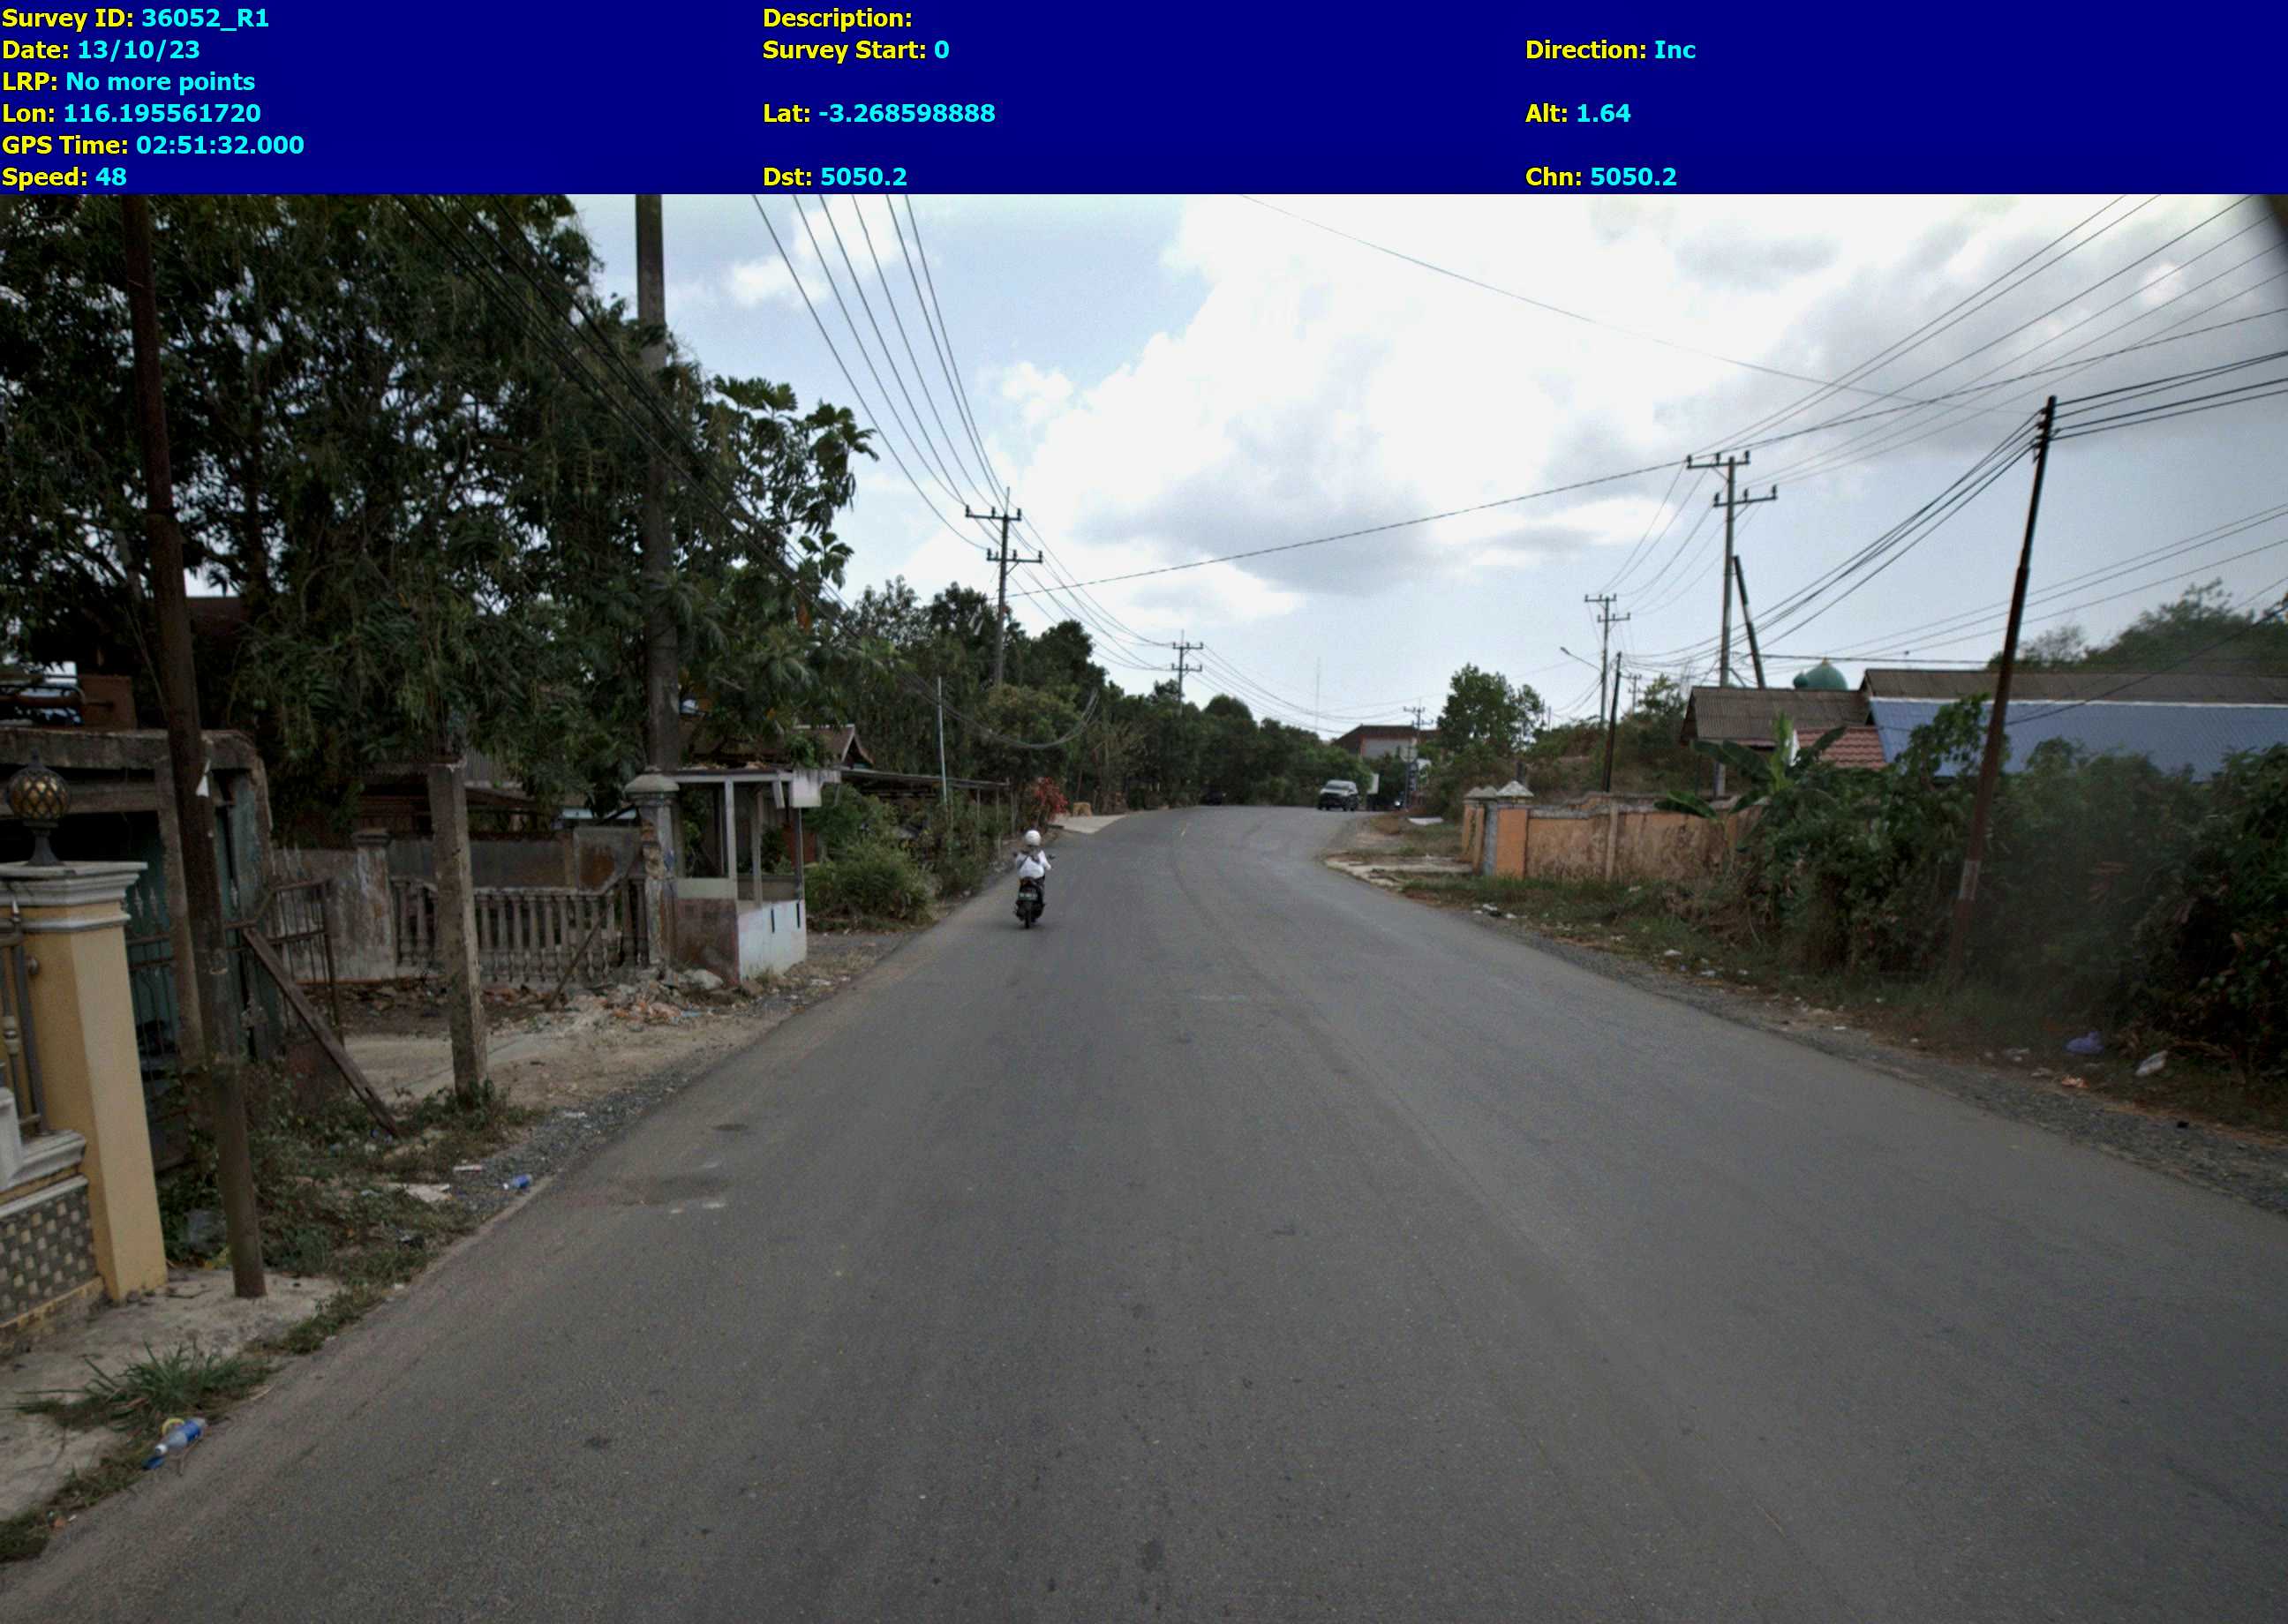 Survey ID: 36052_R1
Description:
Date: 13/10/23
Survey Start: 0
Direction: Inc
LRP: No more points
Lon: 116.195561720
Lat: -3.268598888
Alt: 1.64
GPS Time: 02:51:32.000
Speed: 48
Dst: 5050.2
Chn: 5050.2